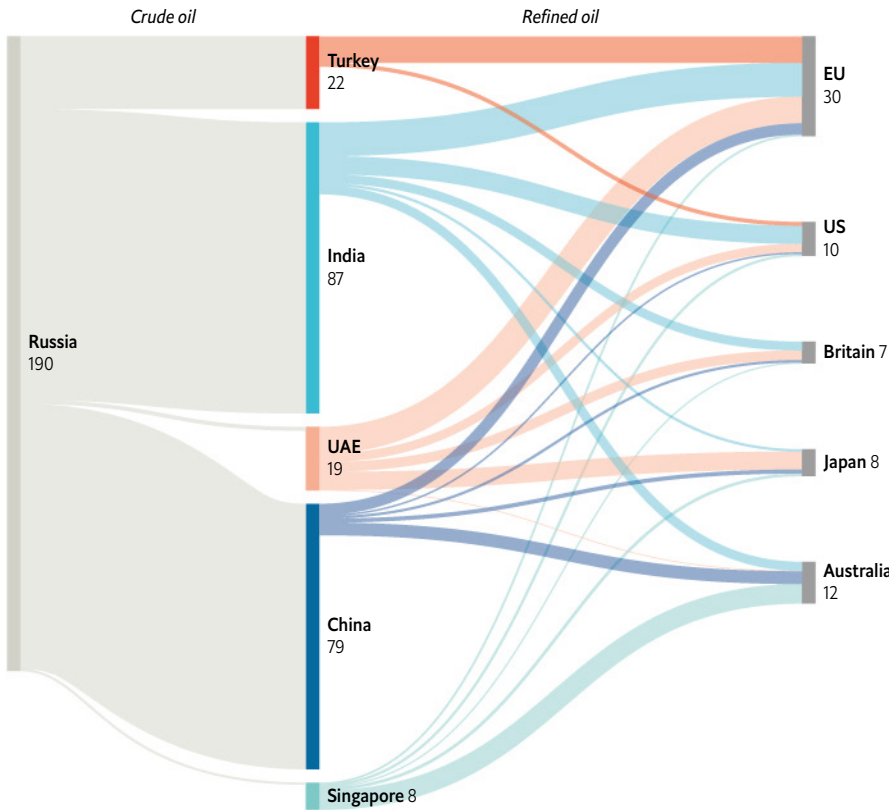 Crude oil
Refined oil
Russia
190
Turkey
22
India
87
UAE
19
China
79
Singapore 8
EU
30
US
10
Britain 7
Japan 8
Australia
12